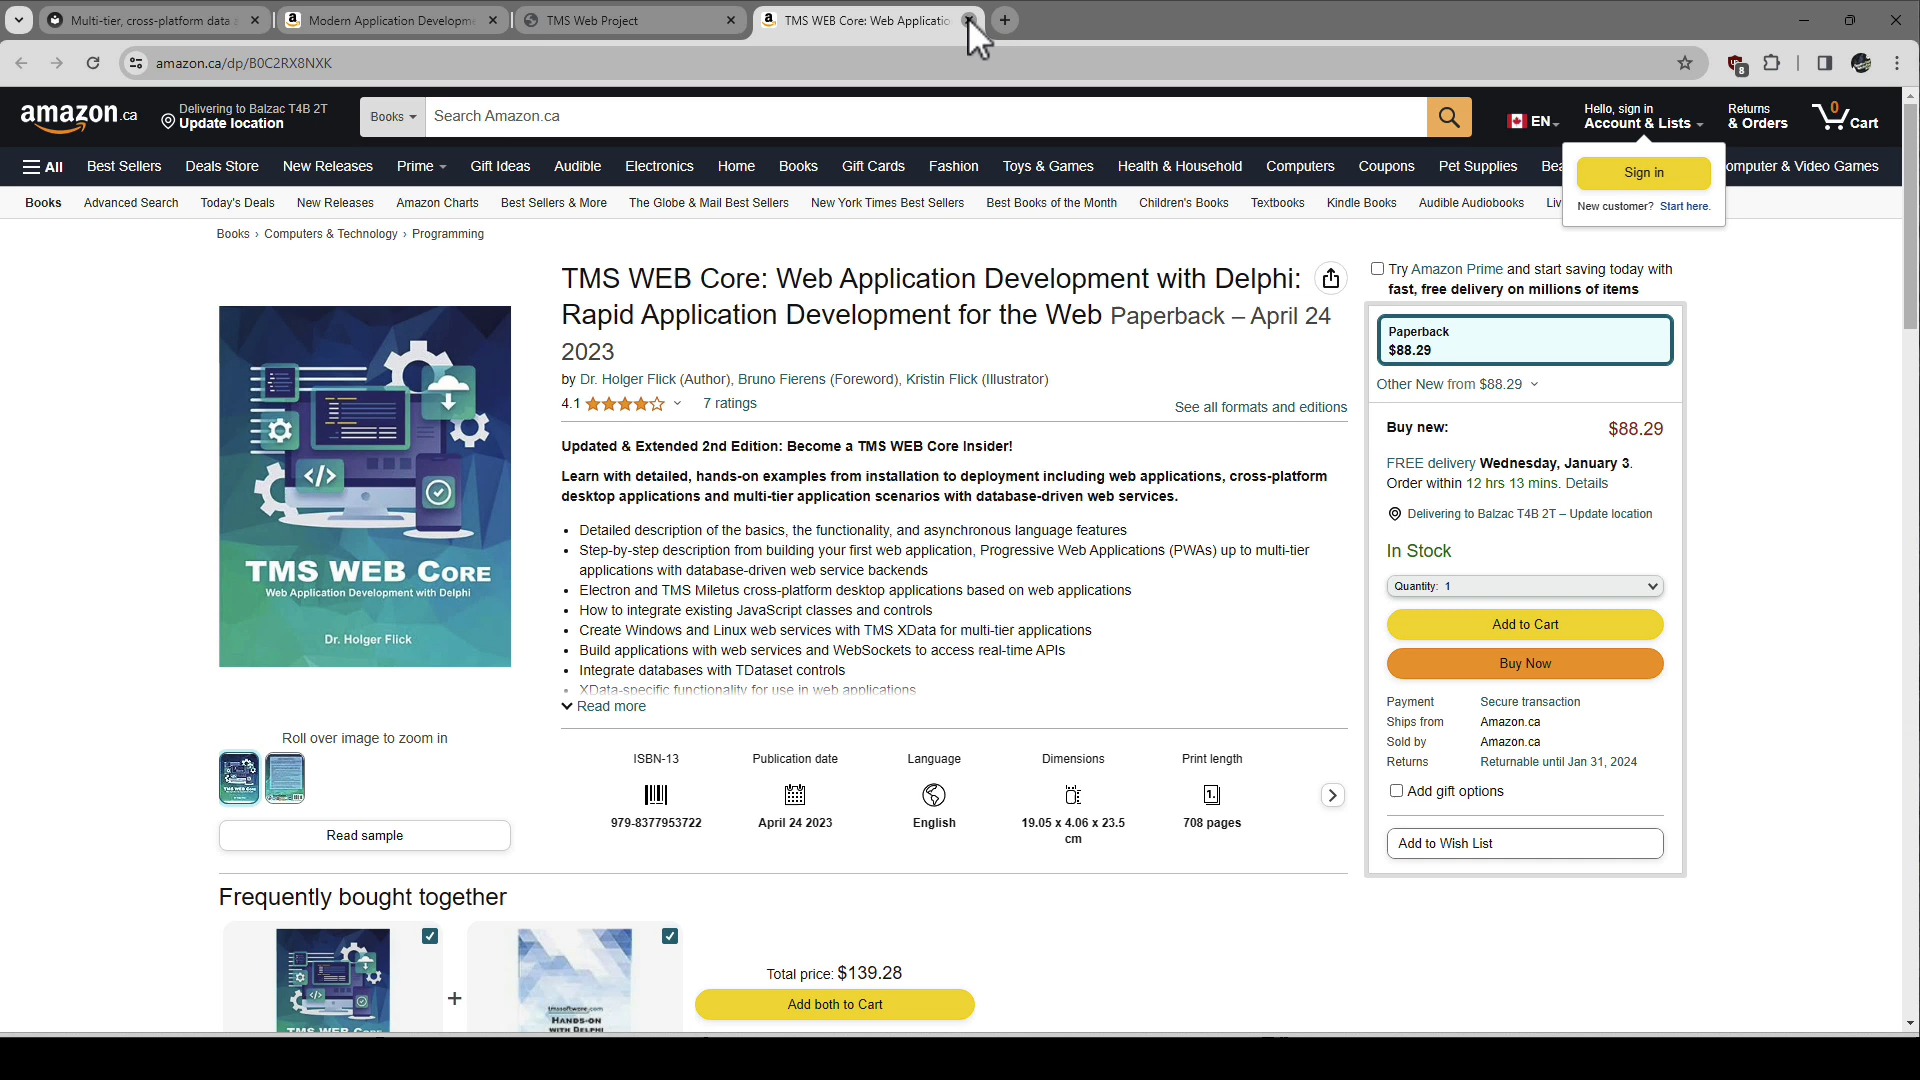 Multi-tier, cross-platform data
Modern Application Developme
TMS Web Project
TMS WEB Core: Web Applicatio
amazon.ca/dp/B0C2RX8NXK
8
amazon.ca
Delivering to Balzac T4B 2T
Update location
Books
Search Amazon.ca
EN
Hello, sign in
Account & Lists
Returns
& Orders
0
Cart
All
Best Sellers
Deals Store
New Releases
Prime
Gift Ideas
Audible
Electronics
Home
Books
Gift Cards
Fashion
Toys & Games
Health & Household
Computers
Coupons
Pet Supplies
Bea
omputer & Video Games
Sign in
New customer? Start here.
Books
Advanced Search
Today's Deals
New Releases
Amazon Charts
Best Sellers & More
The Globe & Mail Best Sellers
New York Times Best Sellers
Best Books of the Month
Children's Books
Textbooks
Kindle Books
Audible Audiobooks
Liv
Books › Computers & Technology › Programming
TMS WEB Core: Web Application Development with Delphi:
Rapid Application Development for the Web Paperback – April 24
2023
by Dr. Holger Flick (Author), Bruno Fierens (Foreword), Kristin Flick (Illustrator)
4.1
7 ratings
See all formats and editions
Updated & Extended 2nd Edition: Become a TMS WEB Core Insider!
Learn with detailed, hands-on examples from installation to deployment including web applications, cross-platform
desktop applications and multi-tier application scenarios with database-driven web services.
• Detailed description of the basics, the functionality, and asynchronous language features
• Step-by-step description from building your first web application, Progressive Web Applications (PWAs) up to multi-tier
applications with database-driven web service backends
• Electron and TMS Miletus cross-platform desktop applications based on web applications
• How to integrate existing JavaScript classes and controls
• Create Windows and Linux web services with TMS XData for multi-tier applications
• Build applications with web services and WebSockets to access real-time APIs
• Integrate databases with TDataset controls
• XData-specific functionality for use in web applications
Read more
TMS WEB Core
Web Application Development with Delphi
Dr. Holger Flick
Roll over image to zoom in
Read sample
ISBN-13
979-8377953722
Publication date
April 24 2023
Language
English
Dimensions
19.05 x 4.06 x 23.5
cm
Print length
1.
708 pages
Try Amazon Prime and start saving today with
fast, free delivery on millions of items
Paperback
$88.29
Other New from $88.29
Buy new:
$88.29
FREE delivery Wednesday, January 3.
Order within 12 hrs 13 mins. Details
Delivering to Balzac T4B 2T – Update location
In Stock
Quantity: 1
Add to Cart
Buy Now
Payment
Secure transaction
Ships from
Amazon.ca
Sold by
Amazon.ca
Returns
Returnable until Jan 31, 2024
Add gift options
Add to Wish List
Frequently bought together
TMS WEB Core
+
tmssoftware.com
HANDS-ON
WITH DELPHI
Total price: $139.28
Add both to Cart